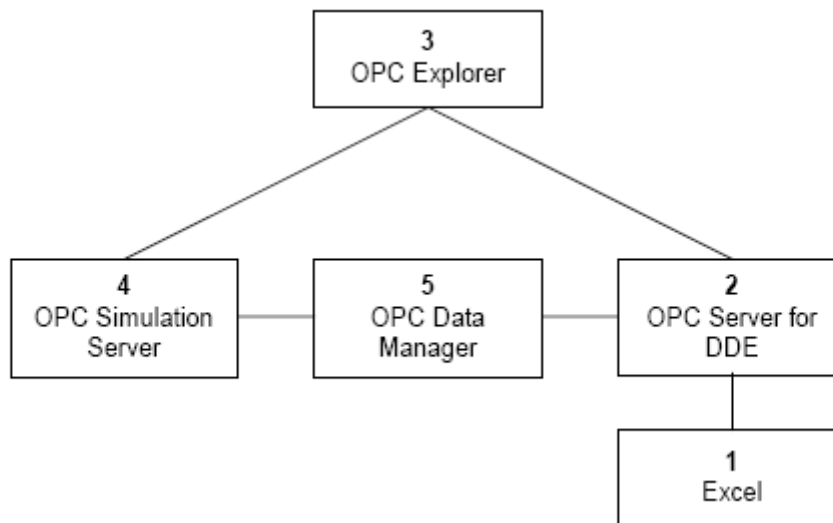 3
OPC Explorer
4
OPC Simulation
Server
5
OPC Data
Manager
2
OPC Server for
DDE
1
Excel